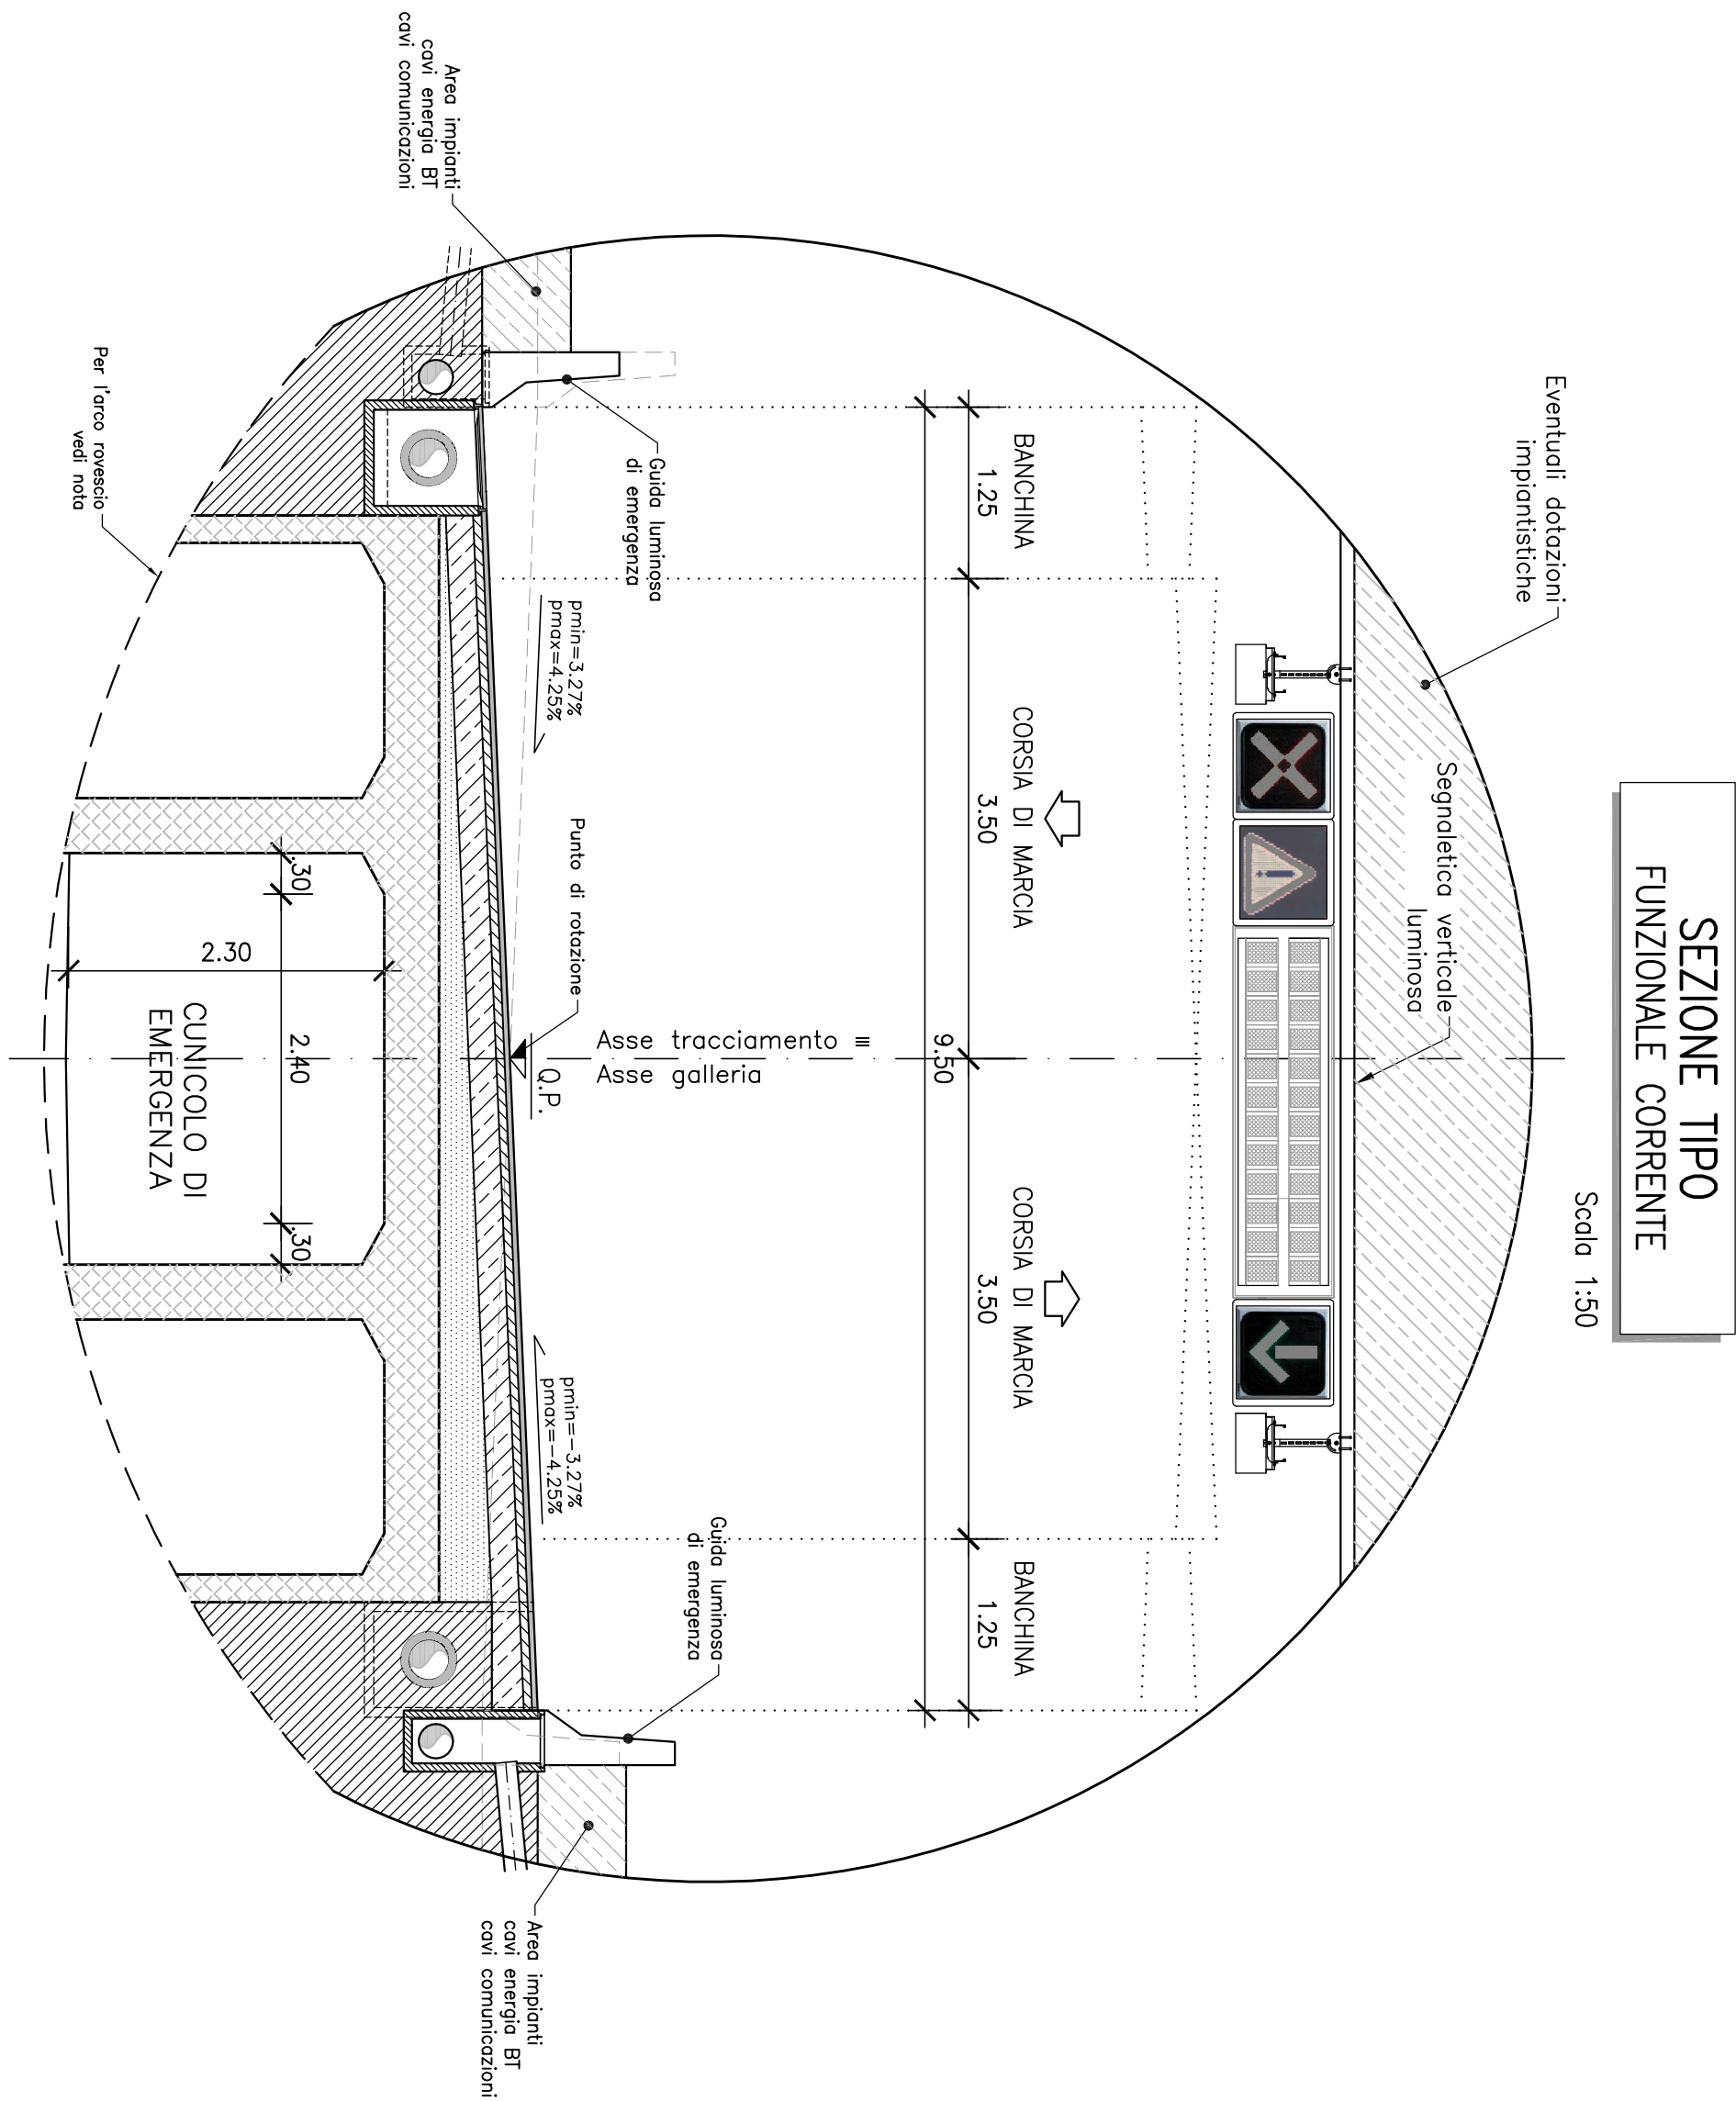 SEZIONE TIPO
FUNZIONALE CORRENTE
Scala 1:50
Eventuali dotazioni
impiantistiche
Segnaletica verticale
luminosa
BANCHINA
1.25
CORSIA DI MARCIA
3.50
CORSIA DI MARCIA
3.50
BANCHINA
1.25
9.50
Asse tracciamento ≡
Asse galleria
Guida luminosa
di emergenza
Guida luminosa
di emergenza
pmin=3.27%
pmax=4.25%
Punto di rotazione
Q.P.
pmin=-3.27%
pmax=-4.25%
Area impianti
cavi energia BT
cavi comunicazioni
Area impianti
cavi energia BT
cavi comunicazioni
.30
2.40
.30
2.30
CUNICOLO DI
EMERGENZA
Per l'arco rovescio
vedi nota